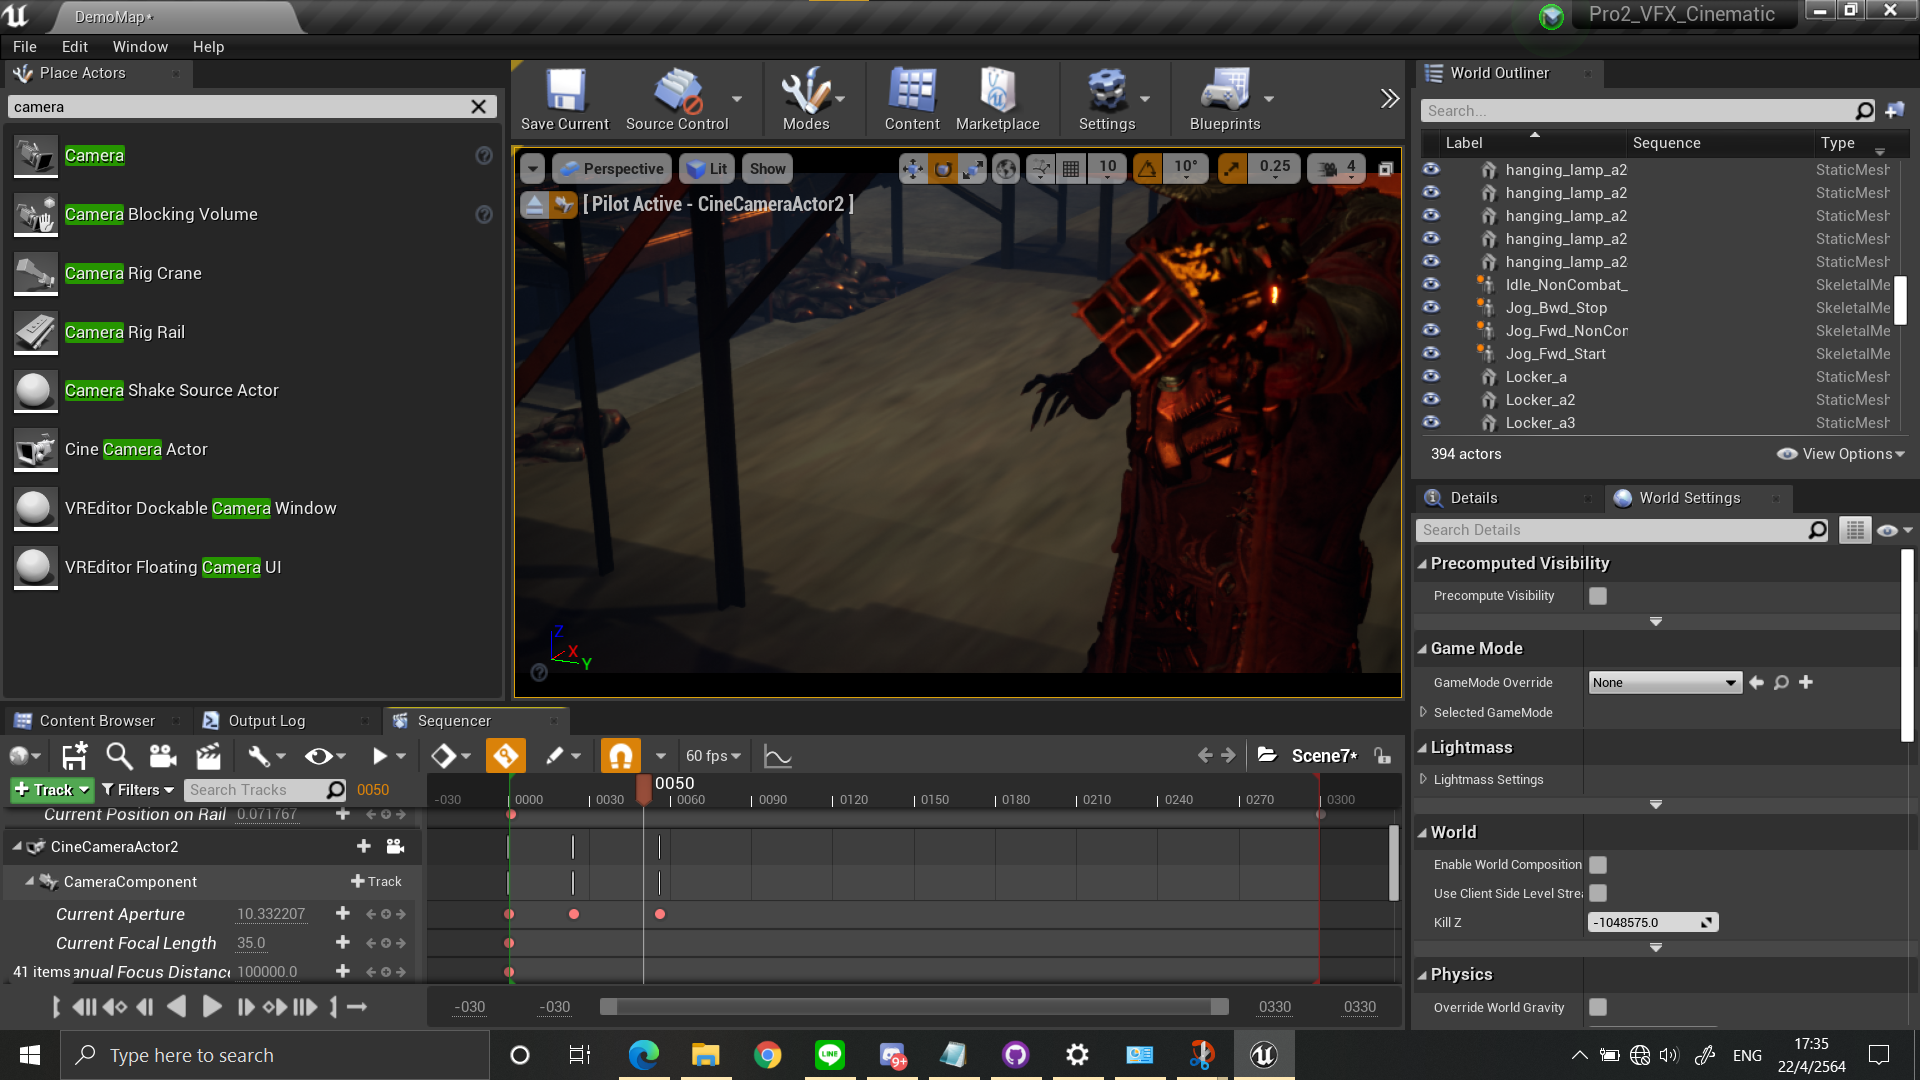 DemoMap*
Pro2_VFX_Cinematic
File Edit Window Help
Place Actors
camera
Camera
Camera Blocking Volume
Camera Rig Crane
Camera Rig Rail
Camera Shake Source Actor
Cine Camera Actor
VREditor Dockable Camera Window
VREditor Floating Camera UI
Save Current
Source Control
Modes
Content
Marketplace
Settings
Blueprints
Perspective
Lit
Show
10
10°
0.25
4
[ Pilot Active - CineCameraActor2 ]
Z
X
Y
World Outliner
Search...
Label Sequence Type
hanging_lamp_a2 StaticMesh
hanging_lamp_a2 StaticMesh
hanging_lamp_a2 StaticMesh
hanging_lamp_a2 StaticMesh
hanging_lamp_a2 StaticMesh
Idle_NonCombat_ SkeletalMe
Jog_Bwd_Stop SkeletalMe
Jog_Fwd_NonCon SkeletalMe
Jog_Fwd_Start SkeletalMe
Locker_a StaticMesh
Locker_a2 StaticMesh
Locker_a3 StaticMesh
394 actors
View Options
Details
World Settings
Search Details
Precomputed Visibility
Precompute Visibility
Game Mode
GameMode Override None
Selected GameMode
Lightmass
Lightmass Settings
World
Enable World Composition
Use Client Side Level Strea
Kill Z -1048575.0
Physics
Override World Gravity
Content Browser
Output Log
Sequencer
60 fps
Scene7*
+ Track
Filters
Search Tracks
0050
0050
-030 0000 0030 0060 0090 0120 0150 0180 0210 0240 0270 0300
Current Position on Rail 0.071767
CineCameraActor2
CameraComponent + Track
Current Aperture 10.332207
Current Focal Length 35.0
41 items anual Focus Distance 100000.0
-030 -030 0330 0330
Type here to search
9+
ENG
17:35
22/4/2564